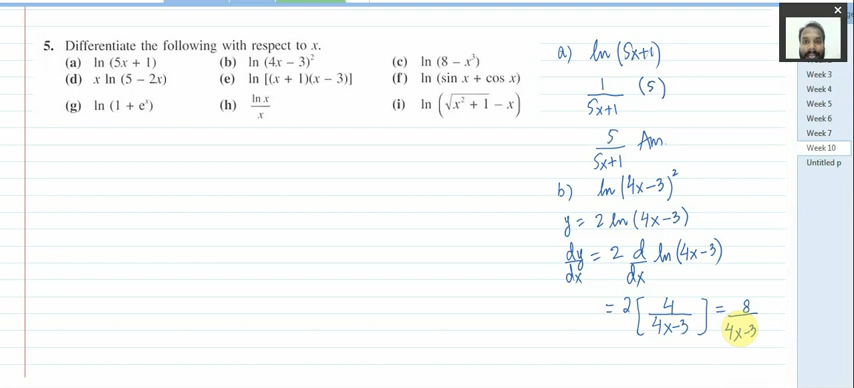 5. Differentiate the following with respect to x.
(a) ln (5x + 1) (b) ln (4x − 3)² (c) ln (8 − x³)
(d) x ln (5 − 2x) (e) ln [(x + 1)(x − 3)] (f) ln (sin x + cos x)
(g) ln (1 + eˣ) (h) ln x / x (i) ln (√(x² + 1) − x)
a) ln (5x+1)
1/(5x+1) (5)
5/(5x+1) Ans.
b) ln (4x−3)²
y = 2 ln (4x−3)
dy/dx = 2 d/dx ln (4x−3)
= 2 [4/(4x−3)] = 8/(4x−3)
Week 3
Week 4
Week 5
Week 6
Week 7
Week 10
Untitled p